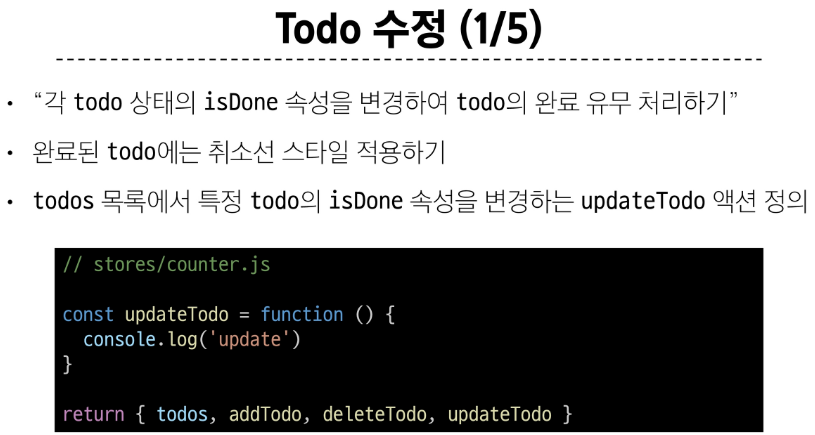 Todo 수정 (1/5)
• “각 todo 상태의 isDone 속성을 변경하여 todo의 완료 유무 처리하기”
• 완료된 todo에는 취소선 스타일 적용하기
• todos 목록에서 특정 todo의 isDone 속성을 변경하는 updateTodo 액션 정의
// stores/counter.js
const updateTodo = function () {
  console.log('update')
}
return { todos, addTodo, deleteTodo, updateTodo }